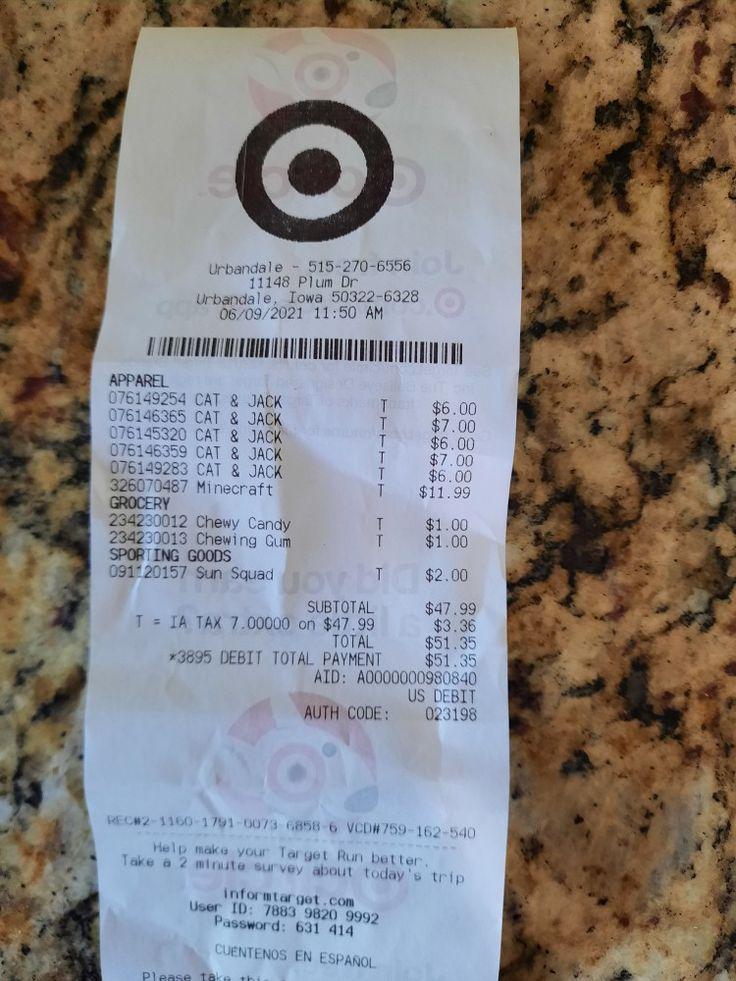 Urbandale - 515-270-6556
11148 Plum Dr
Urbandale, Iowa 50322-6328
06/09/2021 11:50 AM
APPAREL
076149254 CAT & JACK T $6.00
076146365 CAT & JACK T $7.00
076145320 CAT & JACK T $6.00
076146359 CAT & JACK T $7.00
076149283 CAT & JACK T $6.00
326070487 Minecraft T $11.99
GROCERY
234230012 Chewy Candy T $1.00
234230013 Chewing Gum T $1.00
SPORTING GOODS
091120157 Sun Squad T $2.00
SUBTOTAL $47.99
T = IA TAX 7.00000 on $47.99 $3.36
TOTAL $51.35
*3895 DEBIT TOTAL PAYMENT $51.35
AID: A0000000980840
US DEBIT
AUTH CODE: 023198
REC#2-1160-1791-0073-6858-6 VCD#759-162-540
Help make your Target Run better.
Take a 2 minute survey about today's trip
informtarget.com
User ID: 7883 9820 9992
Password: 631 414
CUÉNTENOS EN ESPAÑOL
Please take this